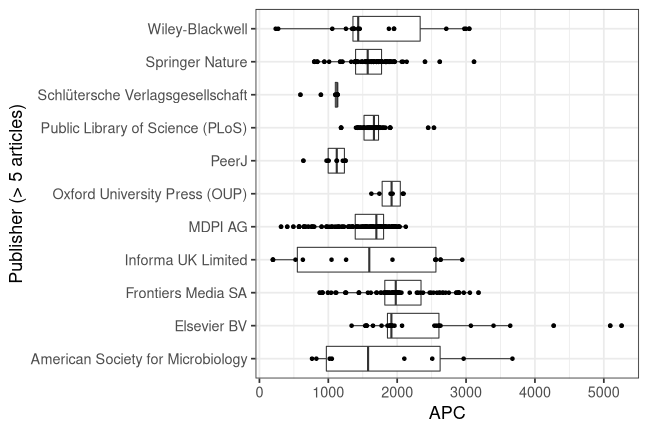 Publisher (> 5 articles)
Wiley-Blackwell
Springer Nature
Schlütersche Verlagsgesellschaft
Public Library of Science (PLoS)
PeerJ
Oxford University Press (OUP)
MDPI AG
Informa UK Limited
Frontiers Media SA
Elsevier BV
American Society for Microbiology
0 1000 2000 3000 4000 5000
APC